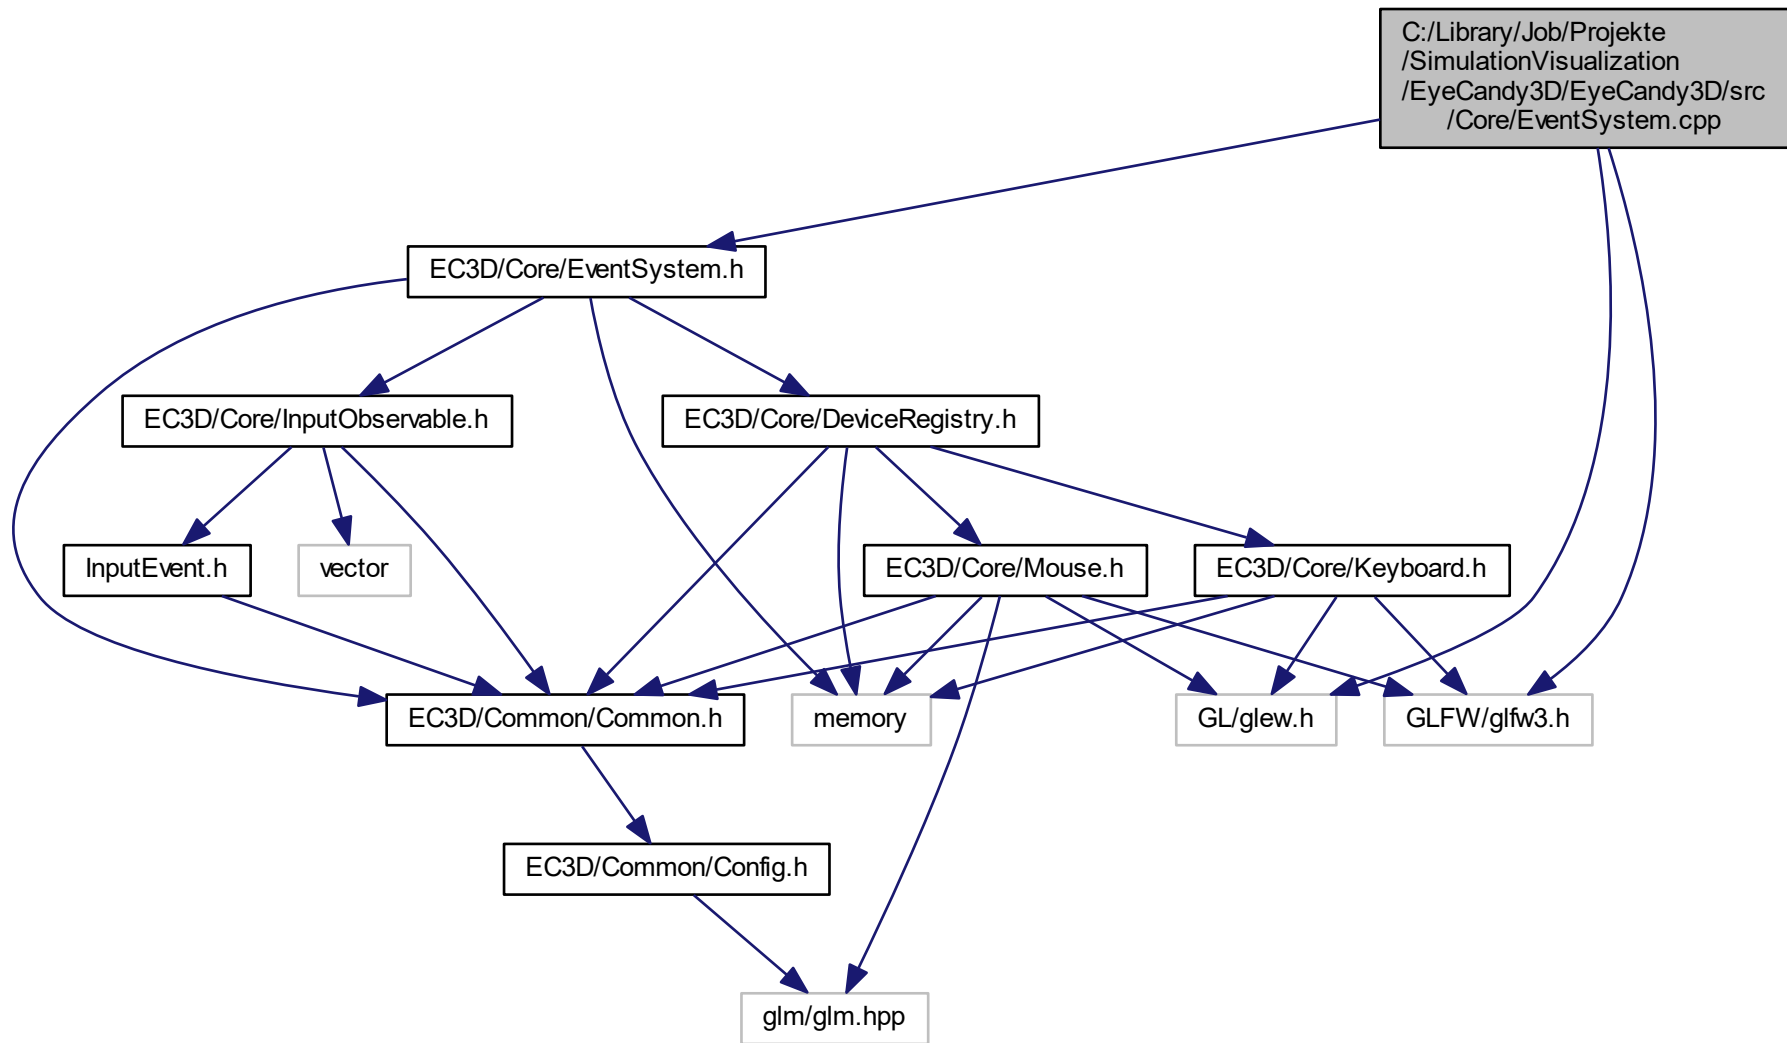 C:/Library/Job/Projekte
/SimulationVisualization
/EyeCandy3D/EyeCandy3D/src
/Core/EventSystem.cpp
EC3D/Core/EventSystem.h
EC3D/Core/InputObservable.h
EC3D/Core/DeviceRegistry.h
InputEvent.h
vector
EC3D/Core/Mouse.h
EC3D/Core/Keyboard.h
EC3D/Common/Common.h
memory
GL/glew.h
GLFW/glfw3.h
EC3D/Common/Config.h
glm/glm.hpp